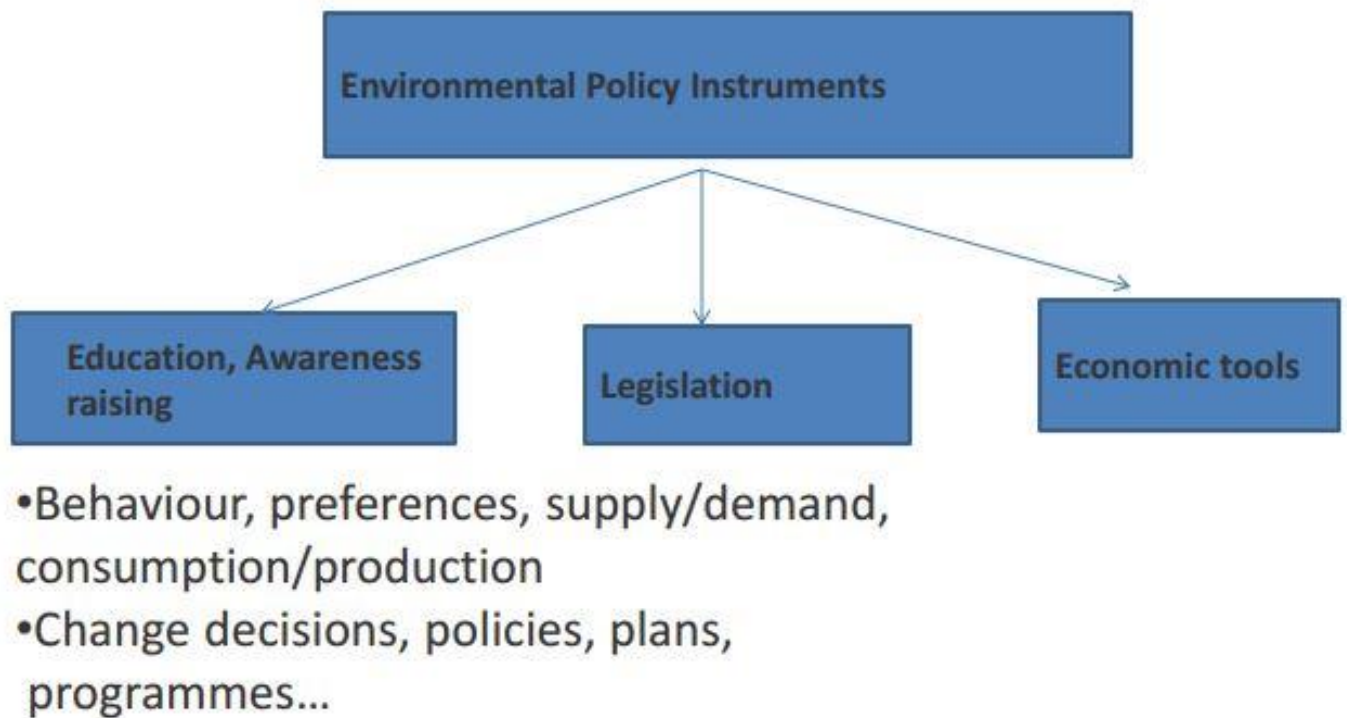 Environmental Policy Instruments
Education, Awareness
raising
Legislation
Economic tools
•Behaviour, preferences, supply/demand,
consumption/production
•Change decisions, policies, plans,
programmes…